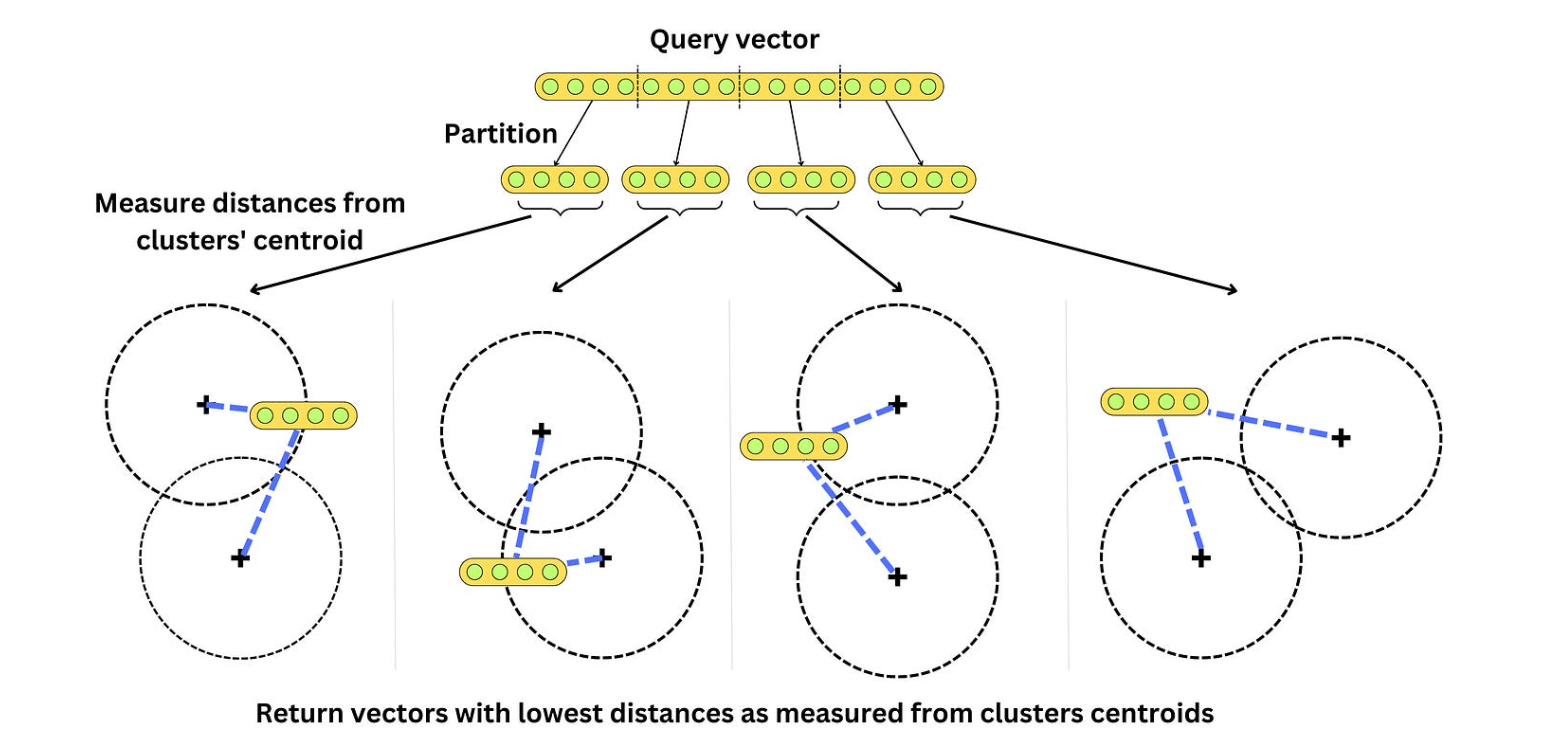 Query vector
Partition
Measure distances from
clusters' centroid
Return vectors with lowest distances as measured from clusters centroids